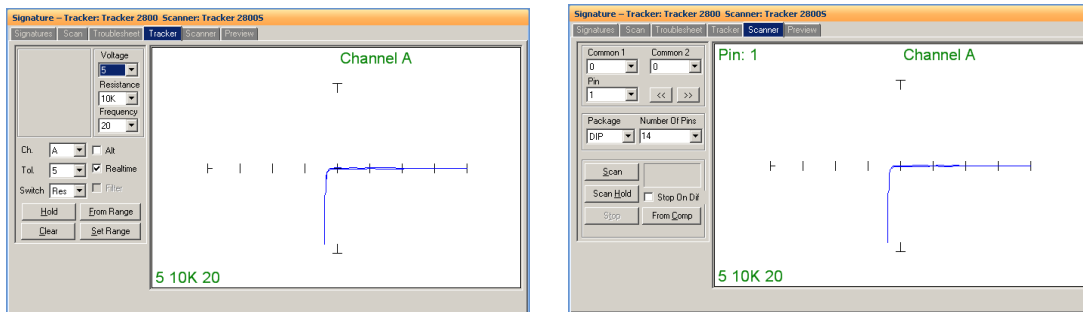 Signature – Tracker: Tracker 2800 Scanner: Tracker 2800S
Signatures Scan Troubleshoot Tracker Scanner Preview
Voltage
5
Resistance
10K
Frequency
20
Ch. A Alt
Tol. 5 Realtime
Switch Res Filter
Hold From Range
Clear Set Range
Channel A
5 10K 20
Signature – Tracker: Tracker 2800 Scanner: Tracker 2800S
Signatures Scan Troubleshoot Tracker Scanner Preview
Common 1 Common 2
0 0
Pin
1 << >>
Package Number Of Pins
DIP 14
Scan
Scan Hold Stop On Dif
Stop From Comp
Pin: 1 Channel A
5 10K 20